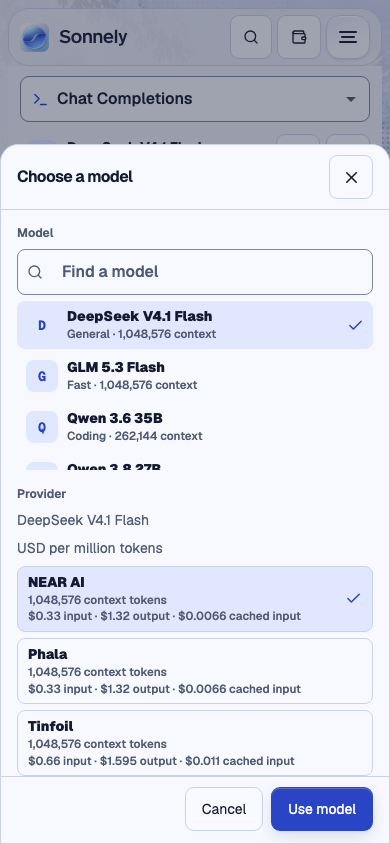 Sonnely
Chat Completions
Choose a model
Model
Find a model
D
DeepSeek V4.1 Flash
General · 1,048,576 context
G
GLM 5.3 Flash
Fast · 1,048,576 context
Q
Qwen 3.6 35B
Coding · 262,144 context
Qwen 3.8 27B
Provider
DeepSeek V4.1 Flash
USD per million tokens
NEAR AI
1,048,576 context tokens
$0.33 input · $1.32 output · $0.0066 cached input
Phala
1,048,576 context tokens
$0.33 input · $1.32 output · $0.0066 cached input
Tinfoil
1,048,576 context tokens
$0.66 input · $1.595 output · $0.011 cached input
Cancel
Use model